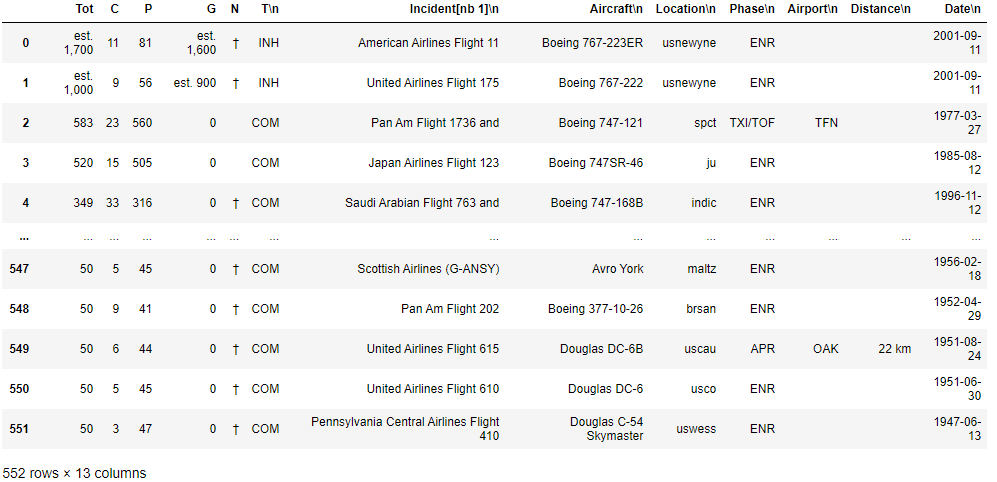 Tot C P G N T\n Incident[nb 1]\n Aircraft\n Location\n Phase\n Airport\n Distance\n Date\n
0 est. 1,700 11 81 est. 1,600 † INH American Airlines Flight 11 Boeing 767-223ER usnewyne ENR 2001-09-11
1 est. 1,000 9 56 est. 900 † INH United Airlines Flight 175 Boeing 767-222 usnewyne ENR 2001-09-11
2 583 23 560 0 COM Pan Am Flight 1736 and Boeing 747-121 spct TXI/TOF TFN 1977-03-27
3 520 15 505 0 COM Japan Airlines Flight 123 Boeing 747SR-46 ju ENR 1985-08-12
4 349 33 316 0 † COM Saudi Arabian Flight 763 and Boeing 747-168B indic ENR 1996-11-12
... ... ... ... ... ... ... ... ... ... ... ... ... ...
547 50 5 45 0 † COM Scottish Airlines (G-ANSY) Avro York maltz ENR 1956-02-18
548 50 9 41 0 † COM Pan Am Flight 202 Boeing 377-10-26 brsan ENR 1952-04-29
549 50 6 44 0 † COM United Airlines Flight 615 Douglas DC-6B uscau APR OAK 22 km 1951-08-24
550 50 5 45 0 † COM United Airlines Flight 610 Douglas DC-6 usco ENR 1951-06-30
551 50 3 47 0 † COM Pennsylvania Central Airlines Flight 410 Douglas C-54 Skymaster uswess ENR 1947-06-13
552 rows × 13 columns